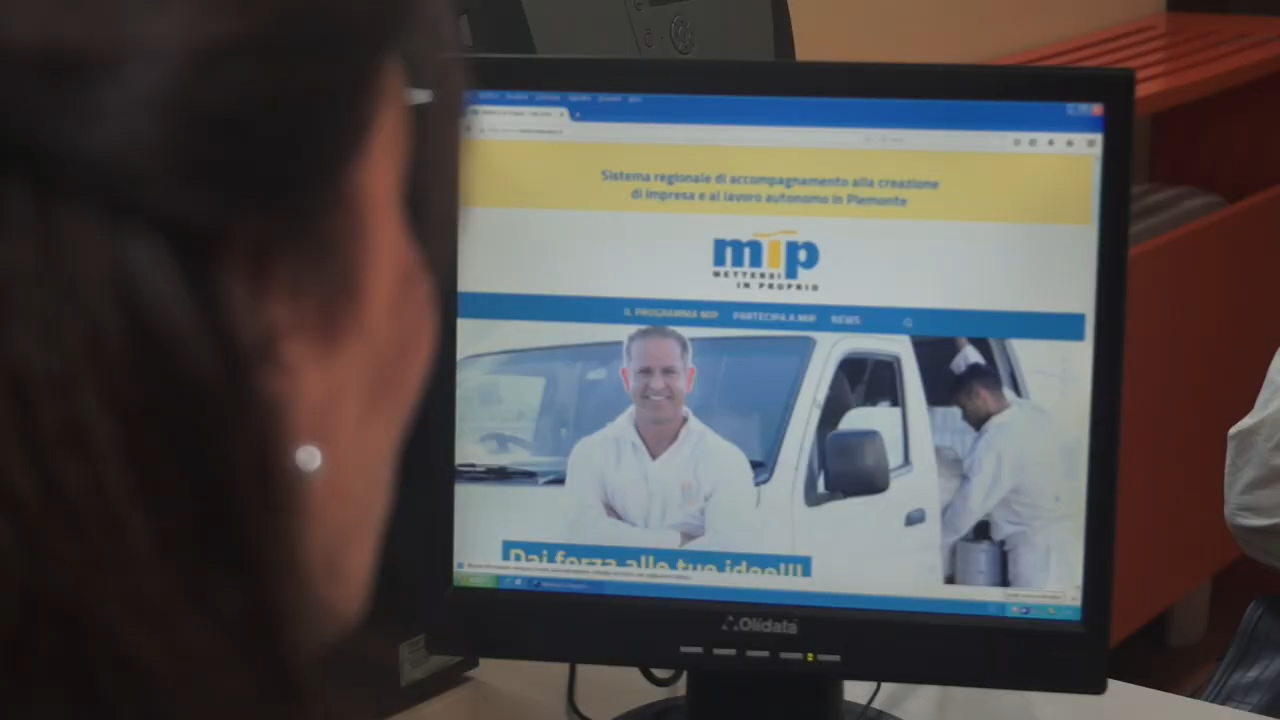 Sistema regionale di accompagnamento alla creazione
di impresa e al lavoro autonomo in Piemonte
mip
METTERSI
IN PROPRIO
IL PROGRAMMA MIP PARTECIPA A MIP NEWS
Dai forza alle tue idee!!!
Olidata